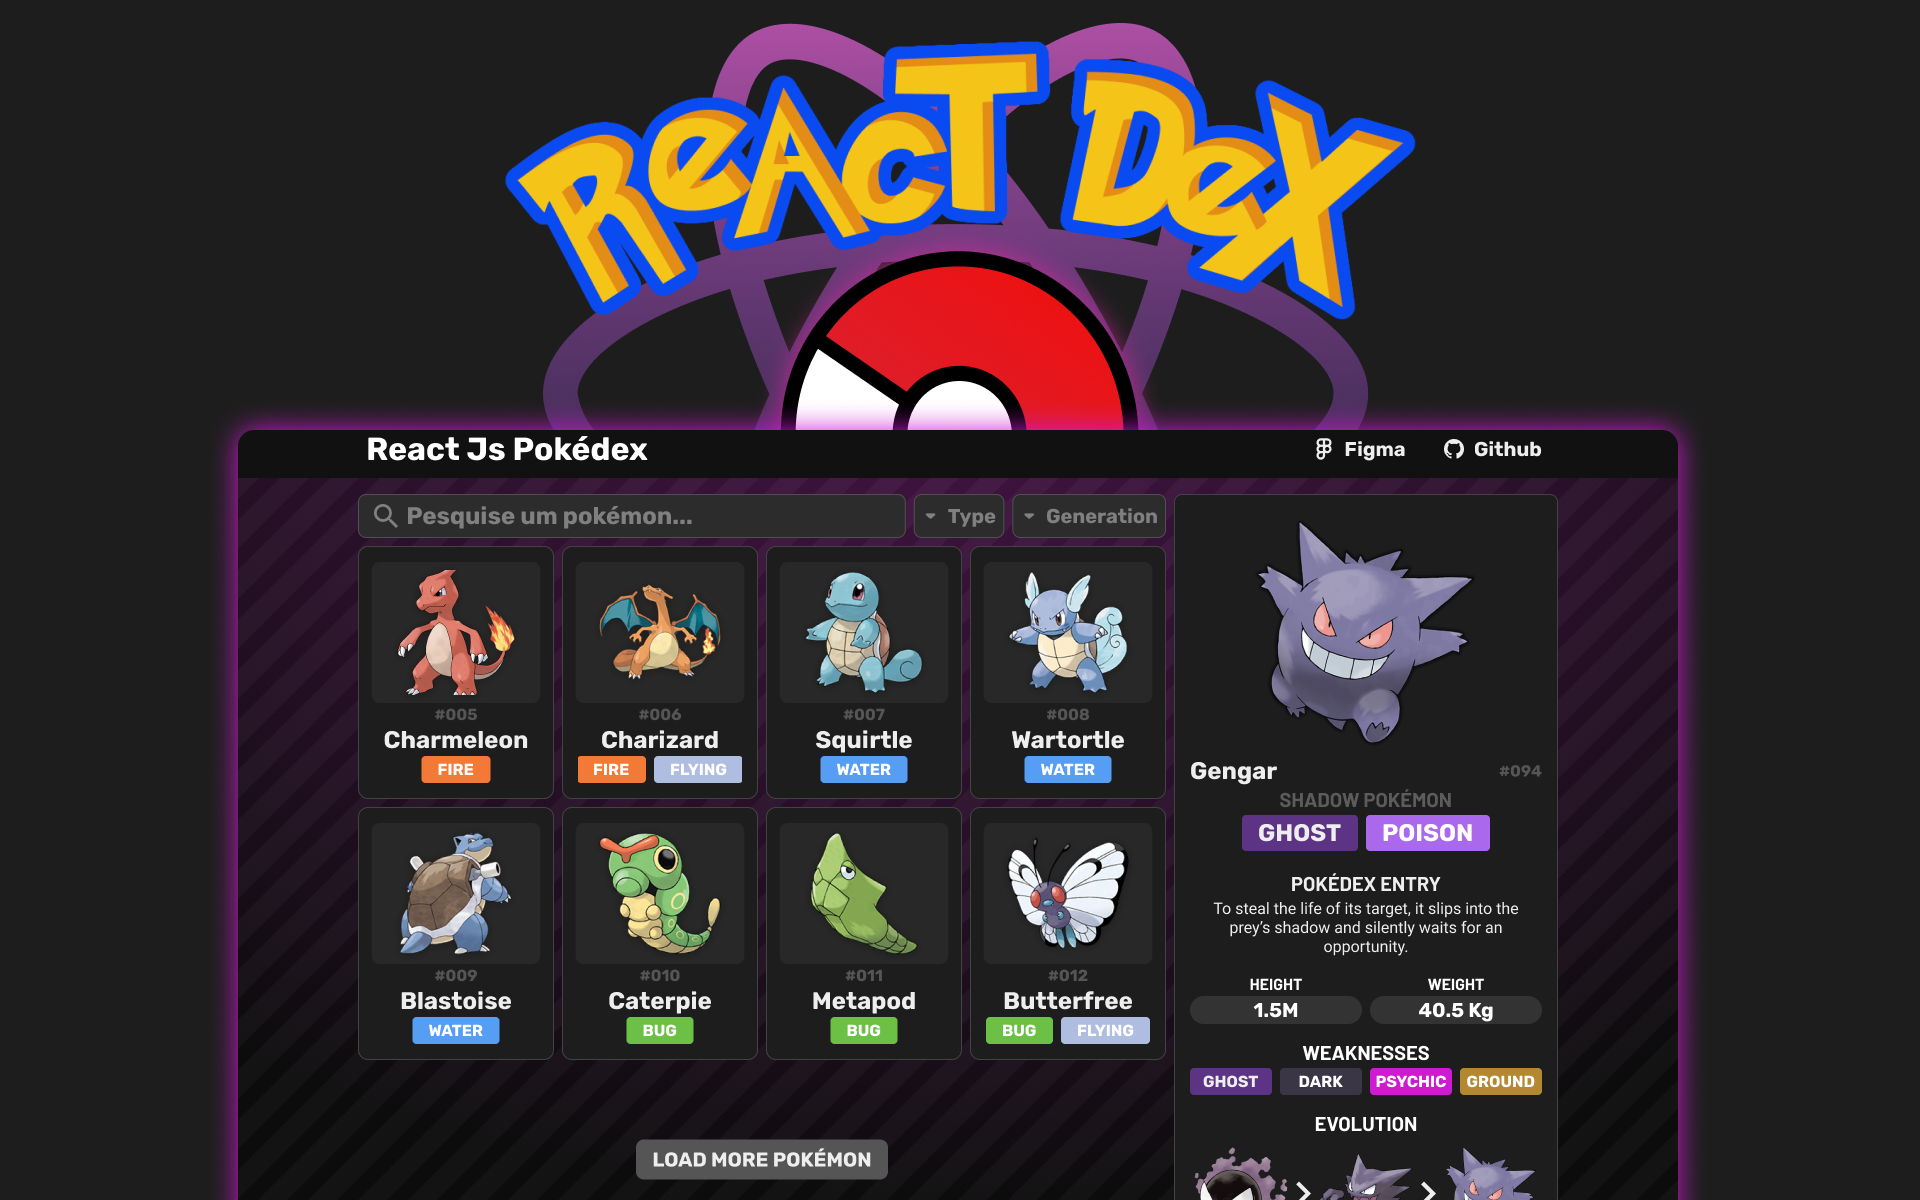 ReAcT DeX
React Js Pokédex
Figma
Github
Pesquise um pokémon...
Type
Generation
#005
Charmeleon
FIRE
#006
Charizard
FIRE FLYING
#007
Squirtle
WATER
#008
Wartortle
WATER
#009
Blastoise
WATER
#010
Caterpie
BUG
#011
Metapod
BUG
#012
Butterfree
BUG FLYING
LOAD MORE POKÉMON
Gengar #094
SHADOW POKÉMON
GHOST POISON
POKÉDEX ENTRY
To steal the life of its target, it slips into the
prey’s shadow and silently waits for an
opportunity.
HEIGHT WEIGHT
1.5M 40.5 Kg
WEAKNESSES
GHOST DARK PSYCHIC GROUND
EVOLUTION